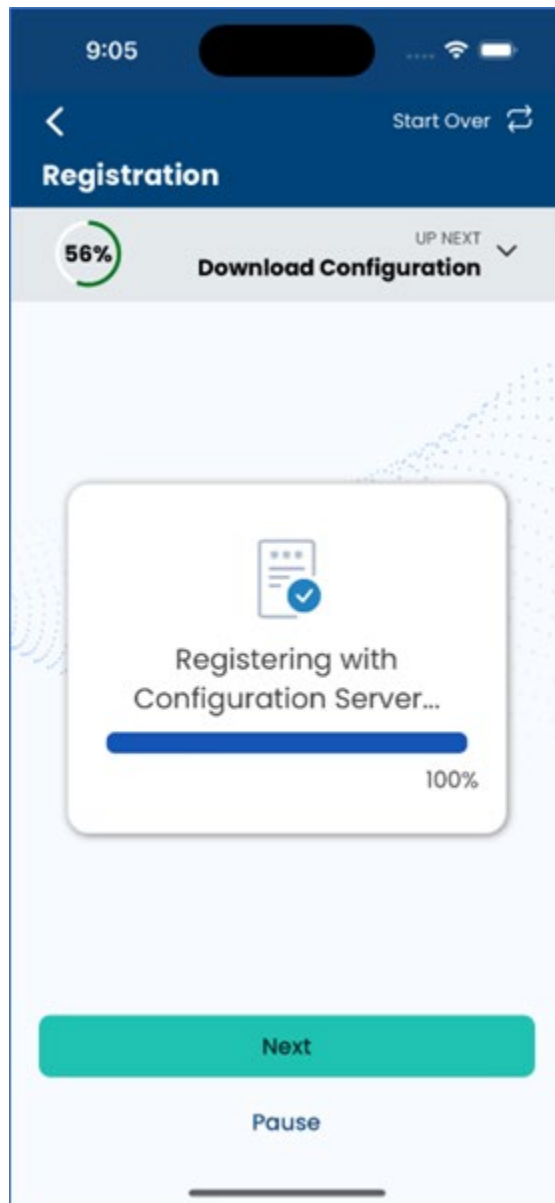 9:05
Start Over
Registration
56%
UP NEXT
Download Configuration
Registering with
Configuration Server...
100%
Next
Pause